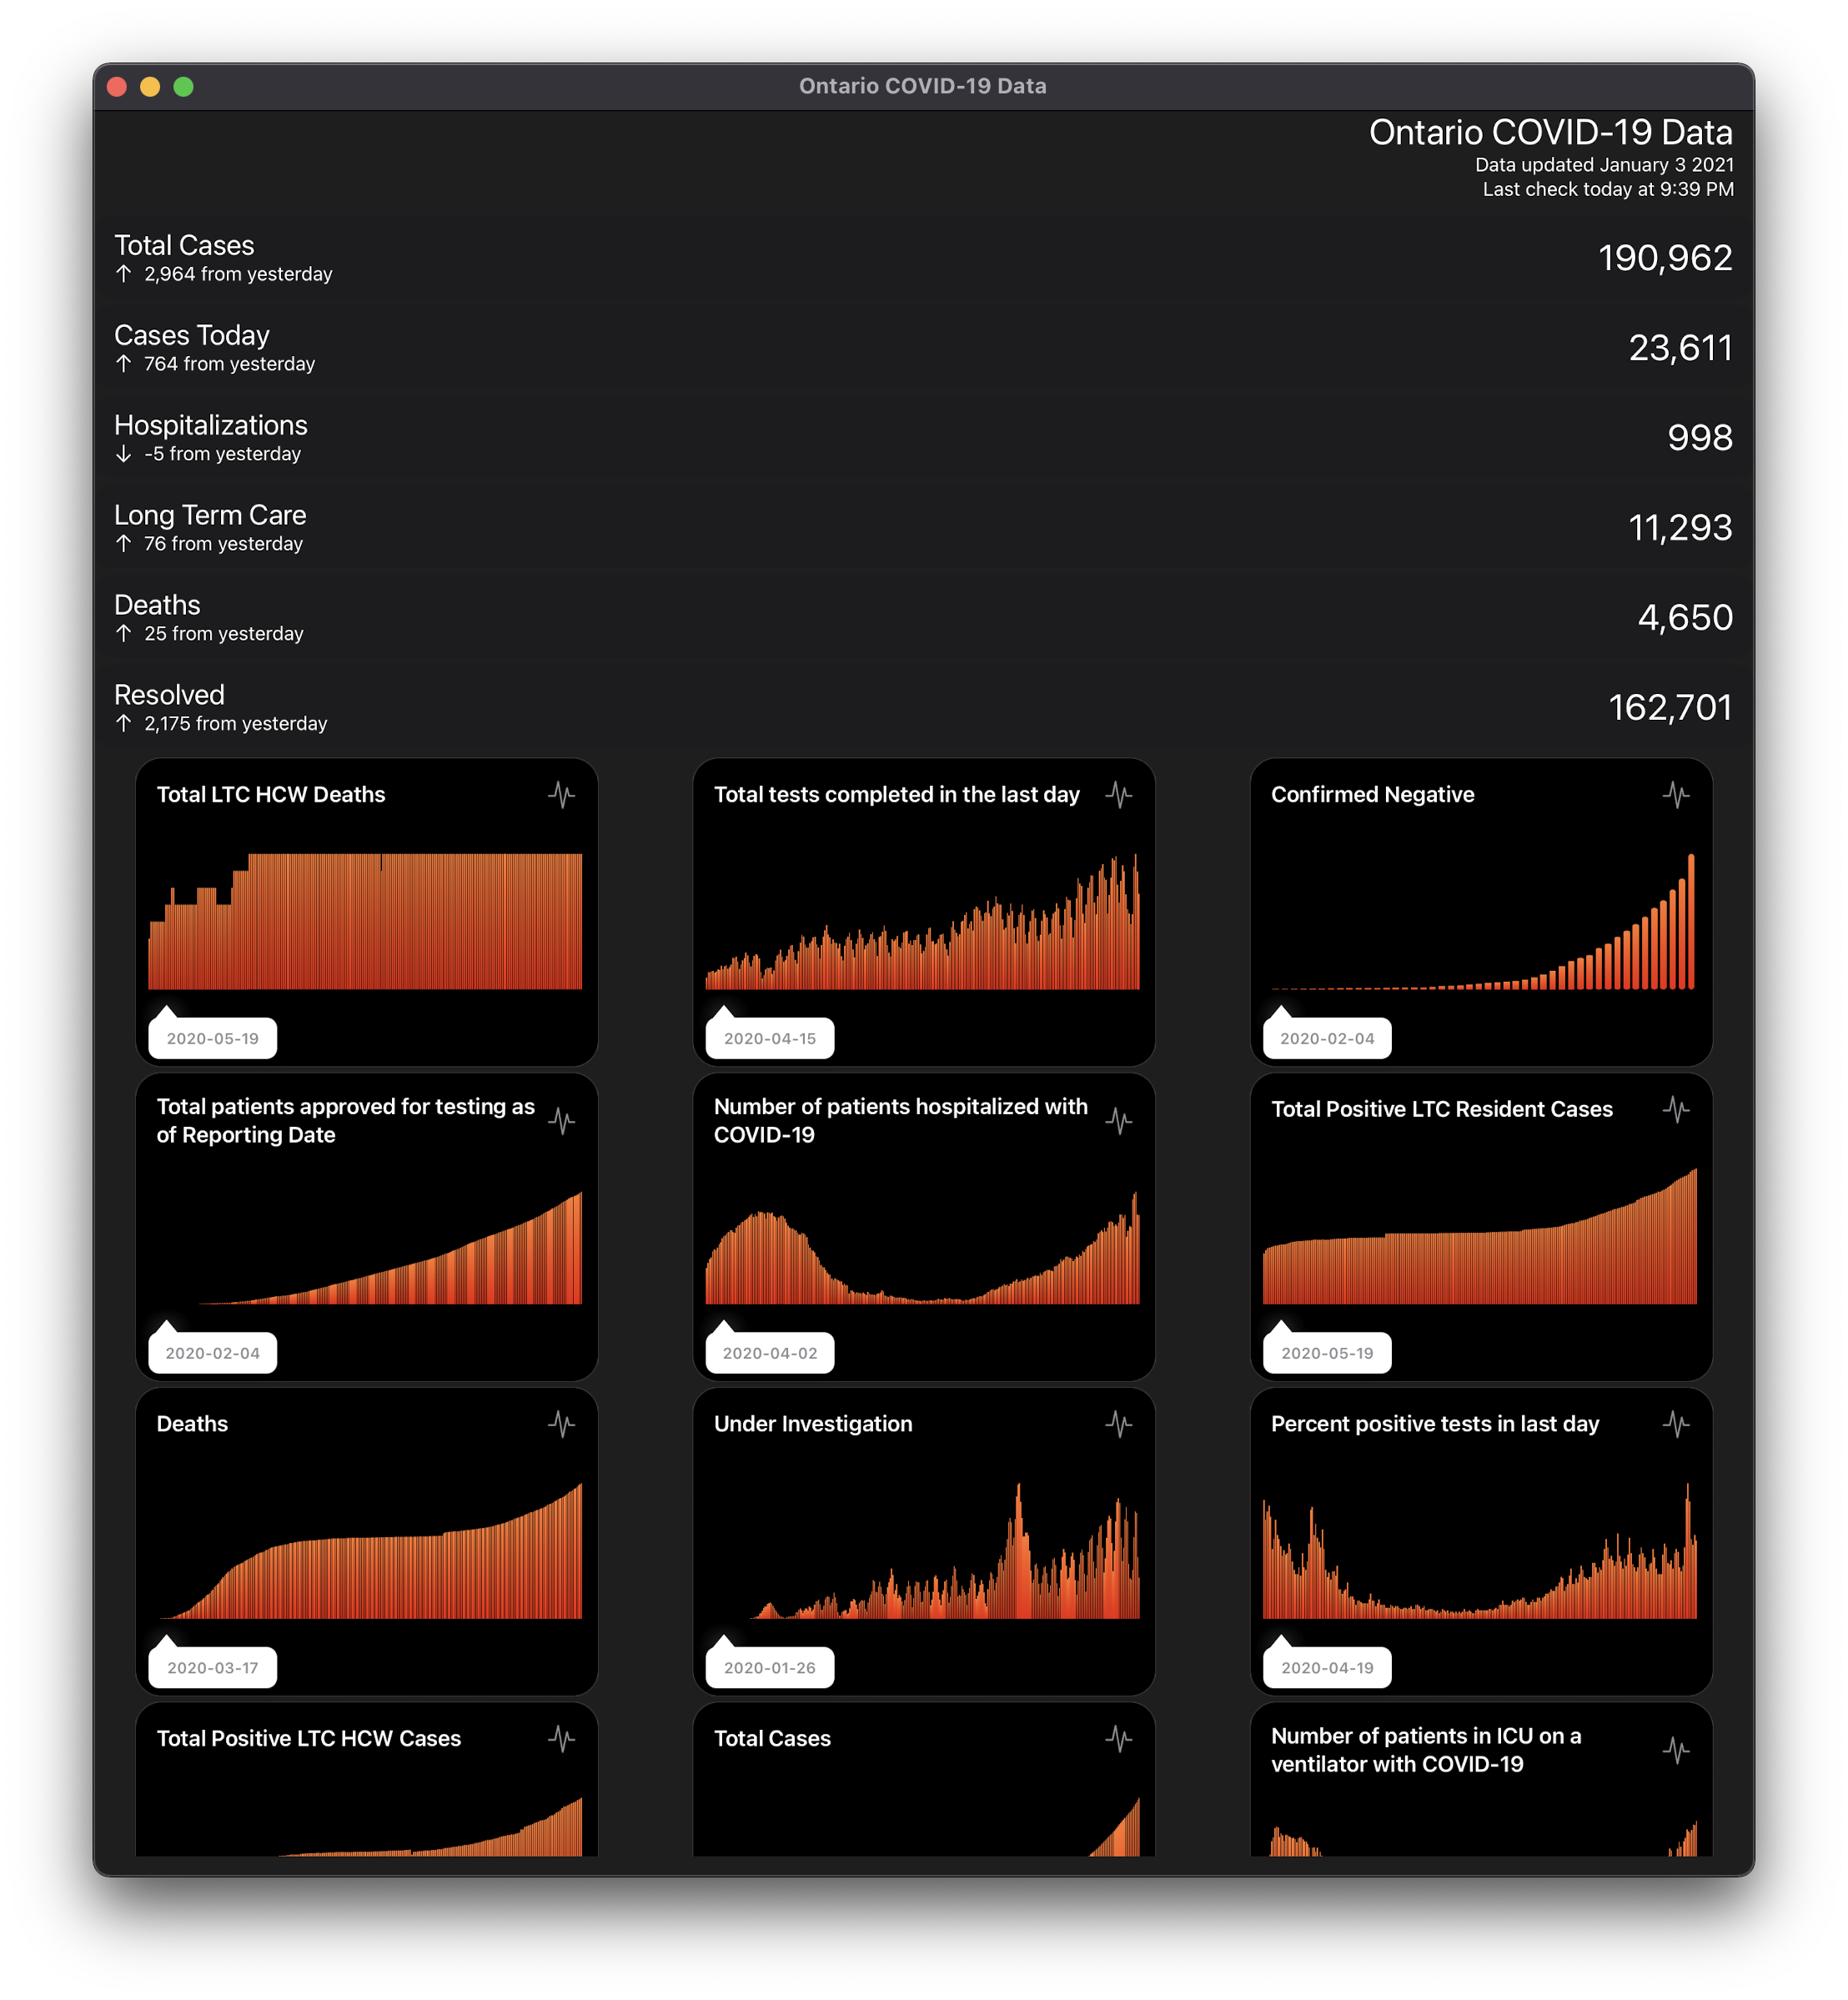 Ontario COVID-19 Data
Ontario COVID-19 Data
Data updated January 3 2021
Last check today at 9:39 PM
Total Cases
↑ 2,964 from yesterday
190,962
Cases Today
↑ 764 from yesterday
23,611
Hospitalizations
↓ -5 from yesterday
998
Long Term Care
↑ 76 from yesterday
11,293
Deaths
↑ 25 from yesterday
4,650
Resolved
↑ 2,175 from yesterday
162,701
Total LTC HCW Deaths
2020-05-19
Total tests completed in the last day
2020-04-15
Confirmed Negative
2020-02-04
Total patients approved for testing as
of Reporting Date
2020-02-04
Number of patients hospitalized with
COVID-19
2020-04-02
Total Positive LTC Resident Cases
2020-05-19
Deaths
2020-03-17
Under Investigation
2020-01-26
Percent positive tests in last day
2020-04-19
Total Positive LTC HCW Cases
Total Cases
Number of patients in ICU on a
ventilator with COVID-19